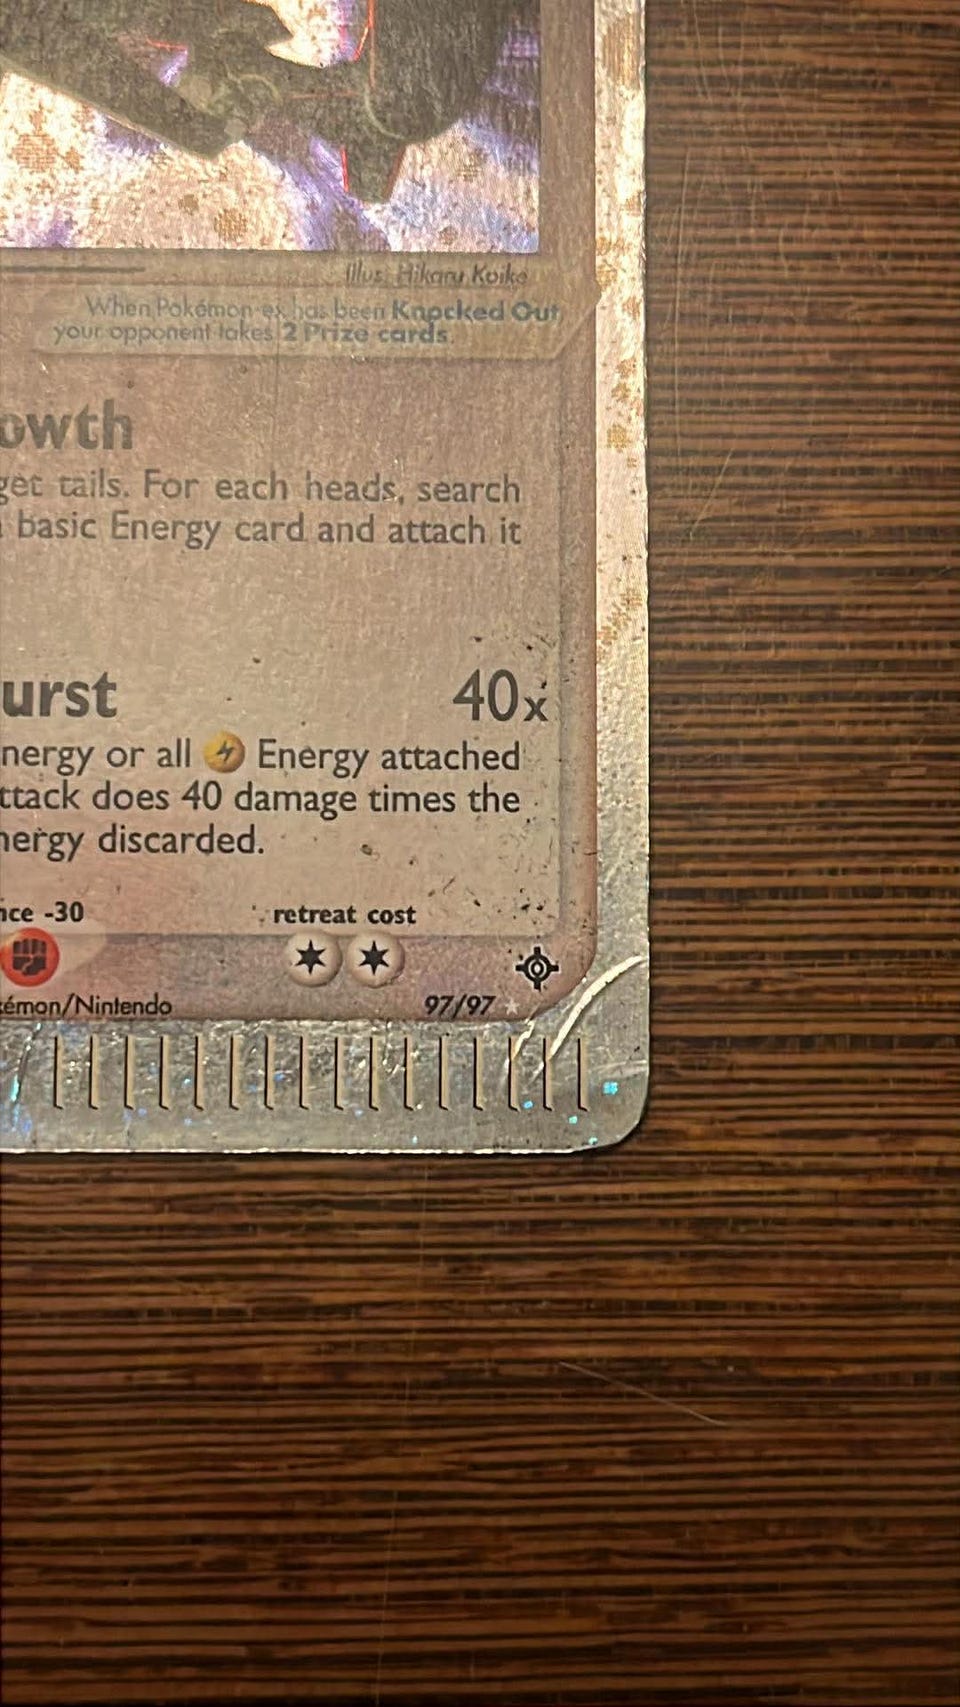 Illus. Hikaru Koike
When Pokémon-ex has been Knocked Out,
your opponent takes 2 Prize cards.
owth
get tails. For each heads, search
basic Energy card and attach it
urst 40x
nergy or all Energy attached
ttack does 40 damage times the
nergy discarded.
nce -30 retreat cost
kémon/Nintendo 97/97